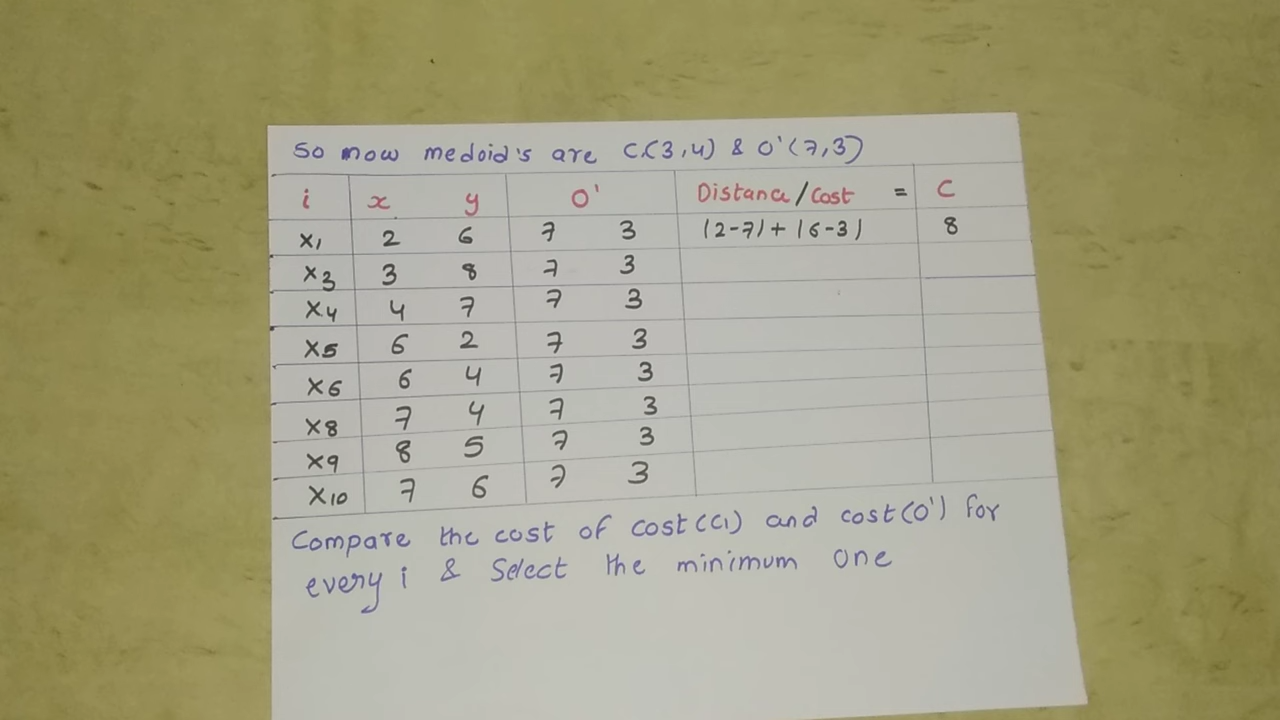 So now medoid's are C(3,4) & O'(7,3)
i x y O' Distance/Cost = C
X1 2 6 7 3 |2-7|+|6-3| 8
X3 3 8 7 3
X4 4 7 7 3
X5 6 2 7 3
X6 6 4 7 3
X8 7 4 7 3
X9 8 5 7 3
X10 7 6 7 3
Compare the cost of cost(C1) and cost(O') for
every i & Select the minimum one